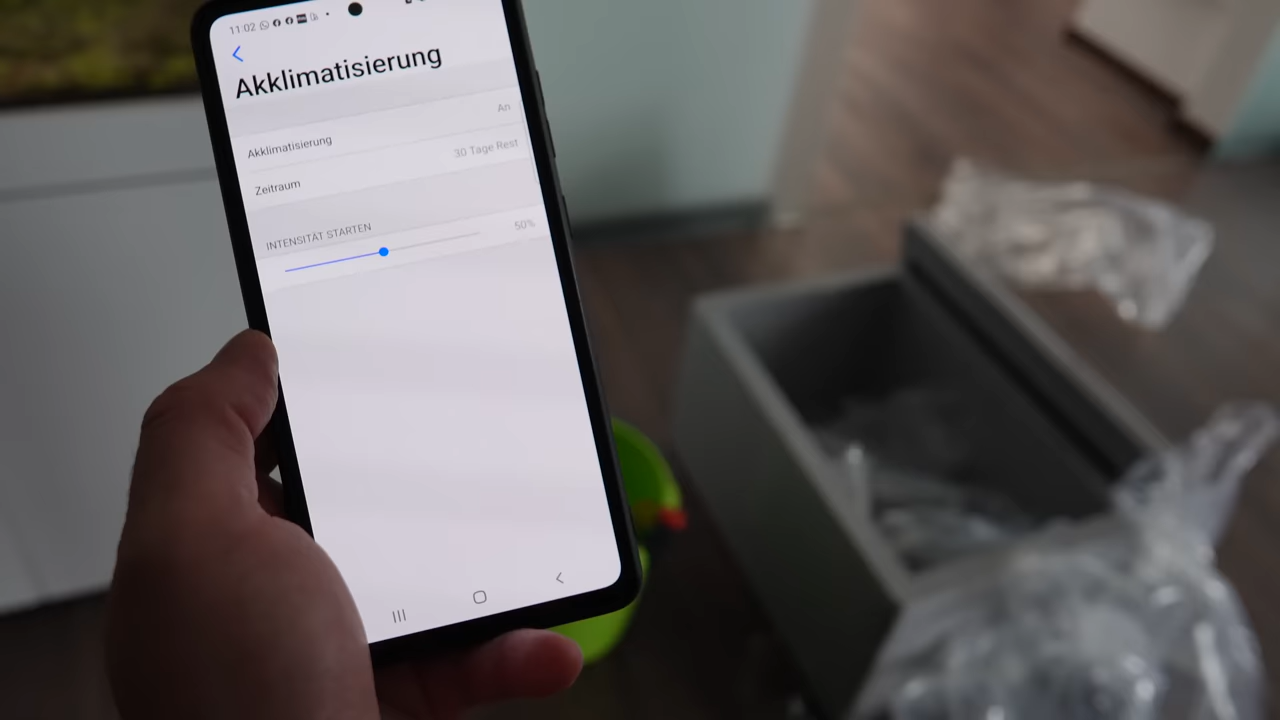 11:02
Akklimatisierung
Akklimatisierung An
Zeitraum 30 Tage Rest
INTENSITÄT STARTEN 50%